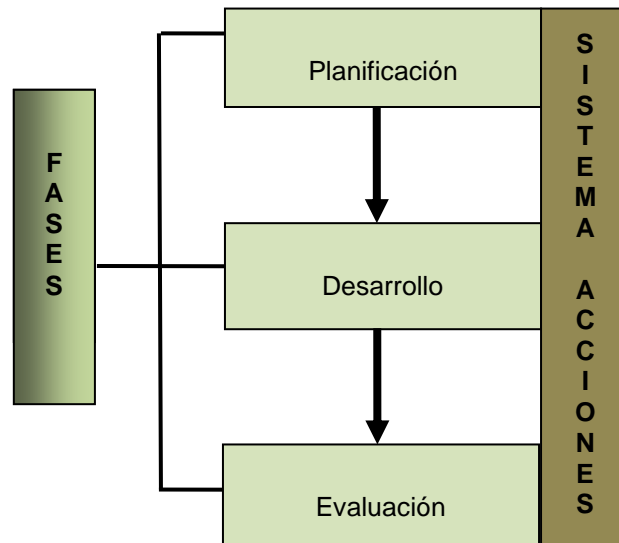 FASES
Planificación
Desarrollo
Evaluación
SISTEMA ACCIONES